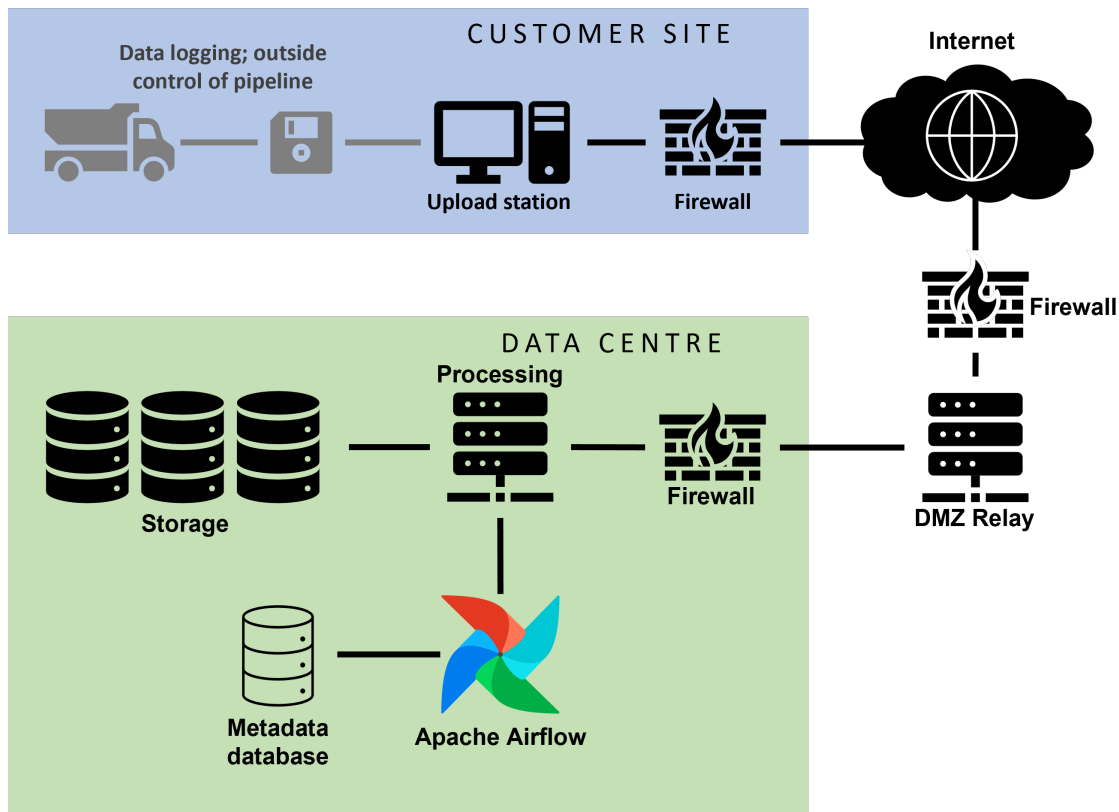 CUSTOMER SITE
Data logging; outside
control of pipeline
Internet
Upload station
Firewall
Firewall
DATA CENTRE
Processing
Storage
Firewall
DMZ Relay
Metadada
database
Apache Airflow